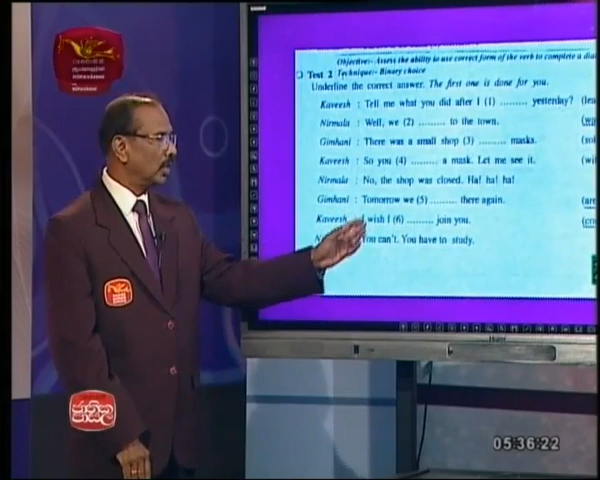 Objective:- Assess the ability to use correct form of the verb to complete a dia
Test 2 Technique:- Binary choice
Underline the correct answer. The first one is done for you.
Kaveesh : Tell me what you did after I (1) ......... yesterday? (lea
Nirmala : Well, we (2) ......... to the town.
Gimhani : There was a small shop (3) ......... masks.
Kaveesh : So you (4) ......... a mask. Let me see it.
Nirmala : No, the shop was closed. Ha! ha! ha!
Gimhani : Tomorrow we (5) ......... there again.
Kaveesh wish I (6) ......... join you.
You can't. You have to study.
ජාතික
05:36:22